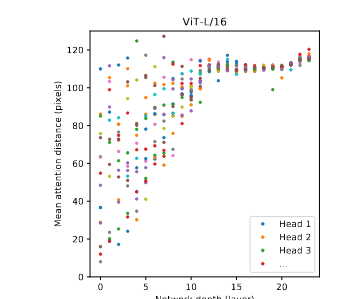 ViT-L/16
Mean attention distance (pixels)
120
100
80
60
40
20
0
0
5
10
15
20
Head 1
Head 2
Head 3
...
Network depth (layer)